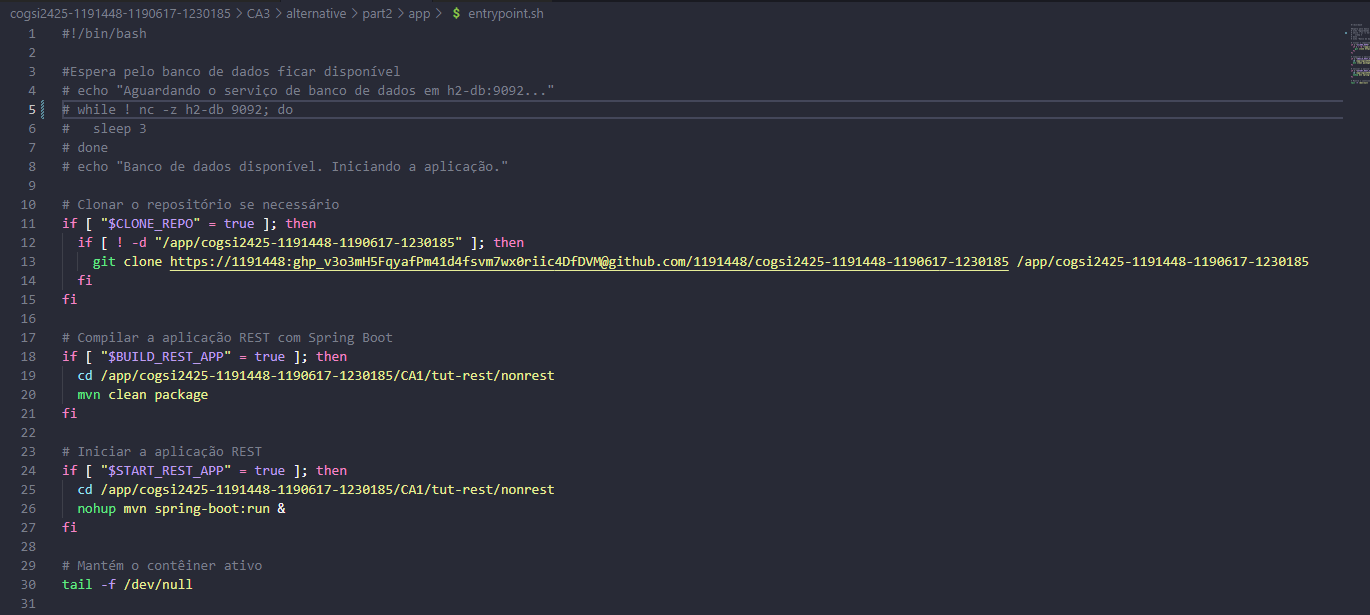 cogsi2425-1191448-1190617-1230185 > CA3 > alternative > part2 > app > $ entrypoint.sh
1 #!/bin/bash
2
3 #Espera pelo banco de dados ficar disponível
4 # echo "Aguardando o serviço de banco de dados em h2-db:9092..."
5 # while ! nc -z h2-db 9092; do
6 #   sleep 3
7 # done
8 # echo "Banco de dados disponível. Iniciando a aplicação."
9
10 # Clonar o repositório se necessário
11 if [ "$CLONE_REPO" = true ]; then
12   if [ ! -d "/app/cogsi2425-1191448-1190617-1230185" ]; then
13     git clone https://1191448: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@github.com/1191448/cogsi2425-1191448-1190617-1230185 /app/cogsi2425-1191448-1190617-1230185
14   fi
15 fi
16
17 # Compilar a aplicação REST com Spring Boot
18 if [ "$BUILD_REST_APP" = true ]; then
19   cd /app/cogsi2425-1191448-1190617-1230185/CA1/tut-rest/nonrest
20   mvn clean package
21 fi
22
23 # Iniciar a aplicação REST
24 if [ "$START_REST_APP" = true ]; then
25   cd /app/cogsi2425-1191448-1190617-1230185/CA1/tut-rest/nonrest
26   nohup mvn spring-boot:run &
27 fi
28
29 # Mantém o contêiner ativo
30 tail -f /dev/null
31